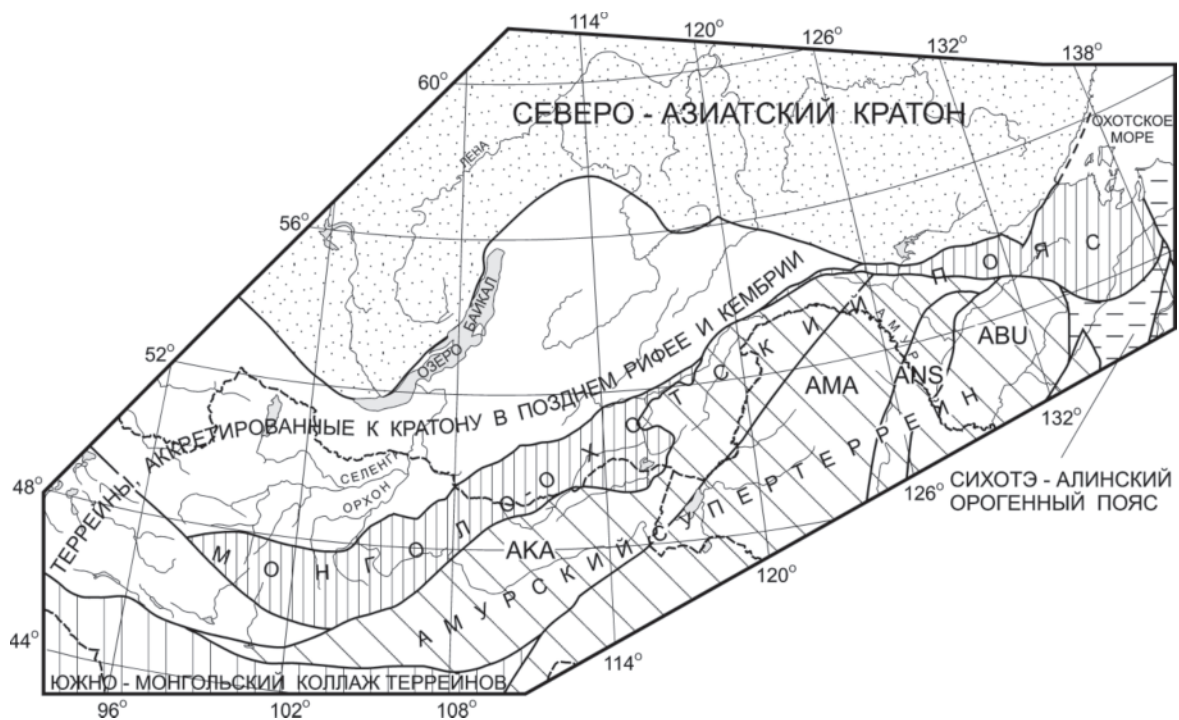 114°
120°
126°
132°
138°
60°
СЕВЕРО - АЗИАТСКИЙ КРАТОН
ОХОТСКОЕ
МОРЕ
ЛЕНА
56°
52°
ОЗЕРО БАЙКАЛ
ТЕРРЕЙНЫ, АККРЕТИРОВАННЫЕ К КРАТОНУ В ПОЗДНЕМ РИФЕЕ И КЕМБРИИ
МОНГОЛО-ОХОТСКИЙ ПОЯС
АМУР
ABU
ANS
AMA
132°
СЕЛЕНГА
ОРХОН
48°
126°
СИХОТЭ - АЛИНСКИЙ
ОРОГЕННЫЙ ПОЯС
AKA
АМУРСКИЙ СУПЕРТЕРРЕЙН
120°
44°
114°
ЮЖНО - МОНГОЛЬСКИЙ КОЛЛАЖ ТЕРРЕЙНОВ
96°
102°
108°